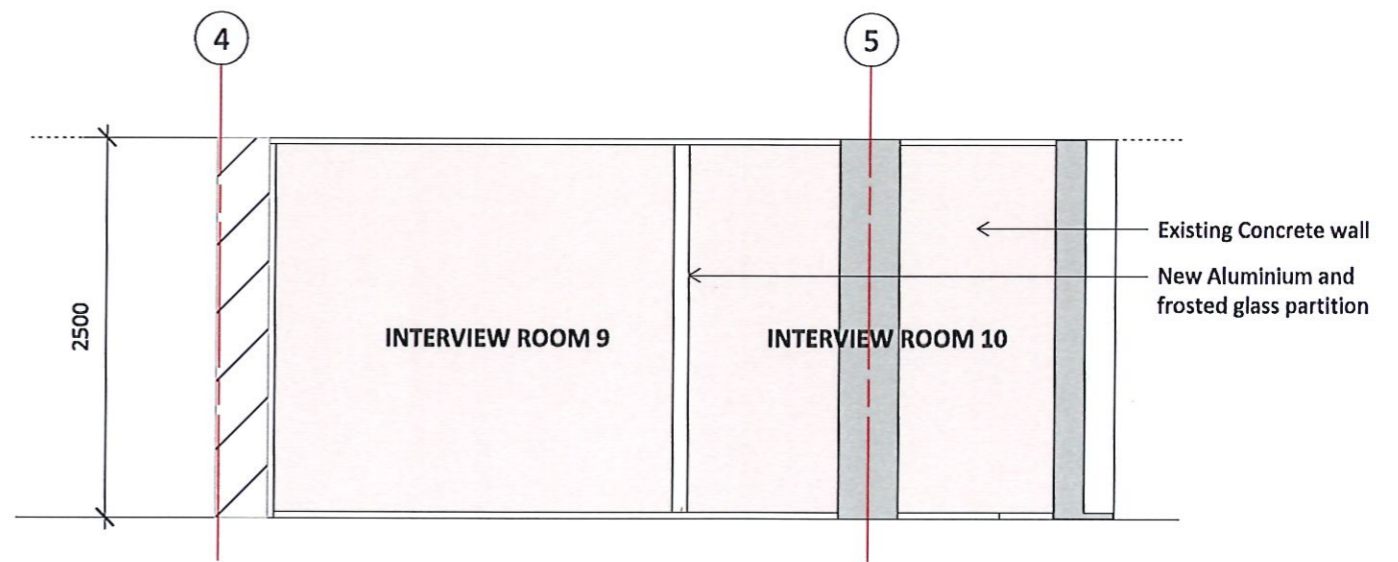 4
5
Existing Concrete wall
New Aluminium and
frosted glass partition
2500
INTERVIEW ROOM 9
INTERVIEW ROOM 10